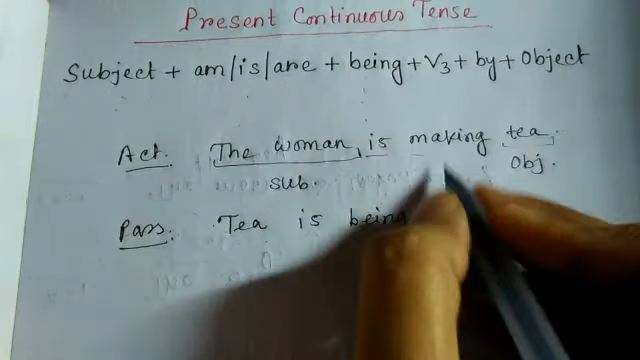 Present Continuous Tense
Subject + am/is/are + being + V3 + by + Object
Act. The woman is making tea.
Sub. Obj.
Pass: Tea is being